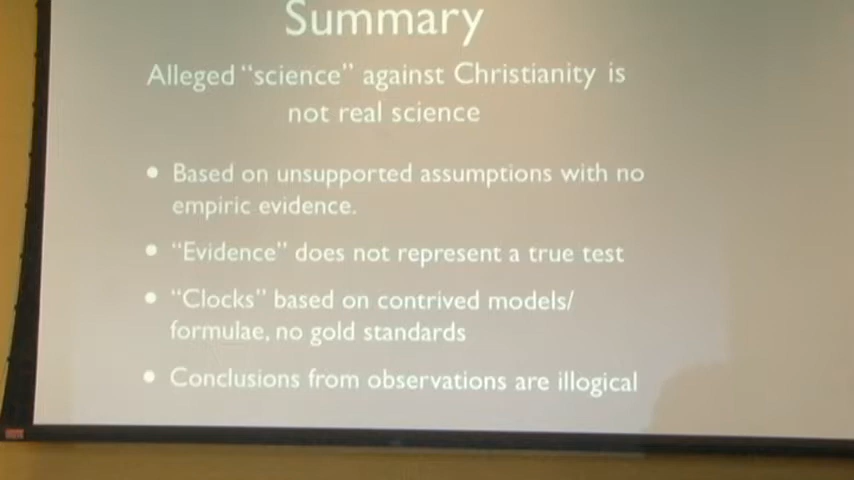 Summary
Alleged “science” against Christianity is
not real science
• Based on unsupported assumptions with no
empiric evidence.
• “Evidence” does not represent a true test
• “Clocks” based on contrived models/
formulae, no gold standards
• Conclusions from observations are illogical